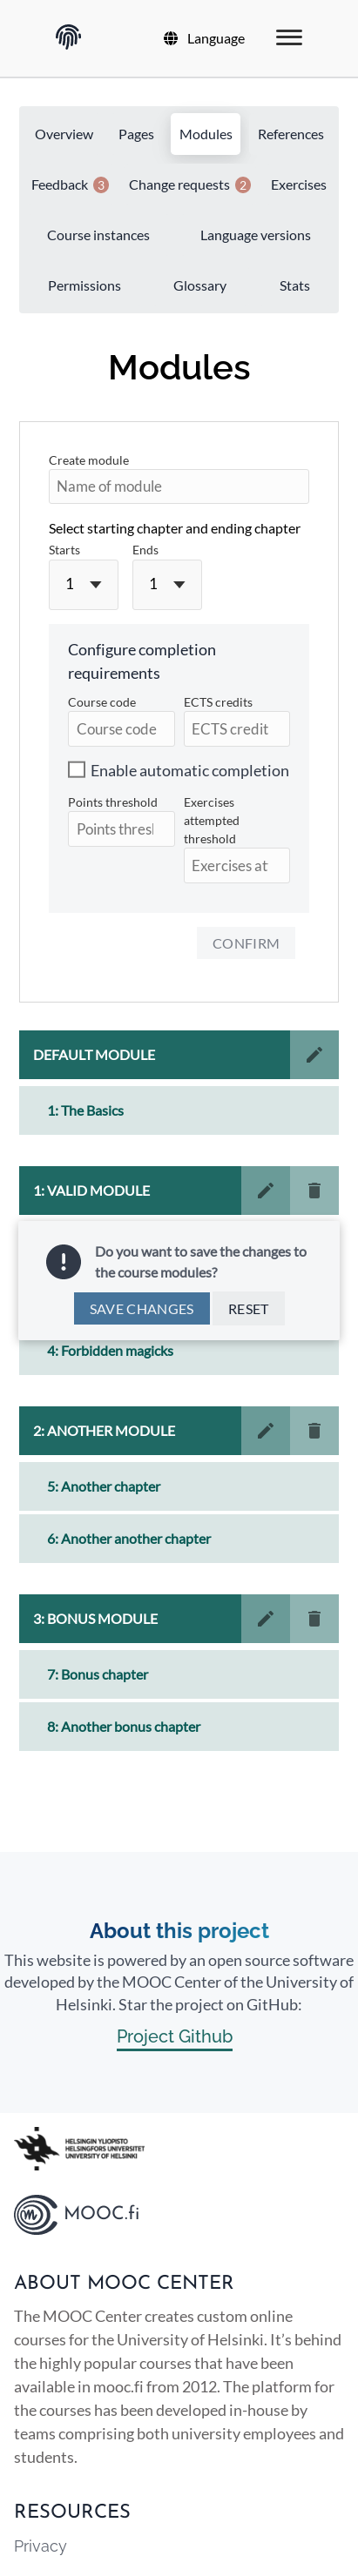 Language
Overview Pages Modules References
Feedback 3 Change requests 2 Exercises
Course instances Language versions
Permissions Glossary Stats
Modules
Create module
Name of module
Select starting chapter and ending chapter
Starts Ends
1 1
Configure completion
requirements
Course code ECTS credits
Course code ECTS credit
Enable automatic completion
Points threshold Exercises
attempted
threshold
Points thres
Exercises at
CONFIRM
DEFAULT MODULE
1: The Basics
1: VALID MODULE
Do you want to save the changes to
the course modules?
SAVE CHANGES RESET
4: Forbidden magicks
2: ANOTHER MODULE
5: Another chapter
6: Another another chapter
3: BONUS MODULE
7: Bonus chapter
8: Another bonus chapter
About this project
This website is powered by an open source software
developed by the MOOC Center of the University of
Helsinki. Star the project on GitHub:
Project Github
HELSINGIN YLIOPISTO
HELSINGFORS UNIVERSITET
UNIVERSITY OF HELSINKI
MOOC.fi
ABOUT MOOC CENTER
The MOOC Center creates custom online
courses for the University of Helsinki. It's behind
the highly popular courses that have been
available in mooc.fi from 2012. The platform for
the courses has been developed in-house by
teams comprising both university employees and
students.
RESOURCES
Privacy